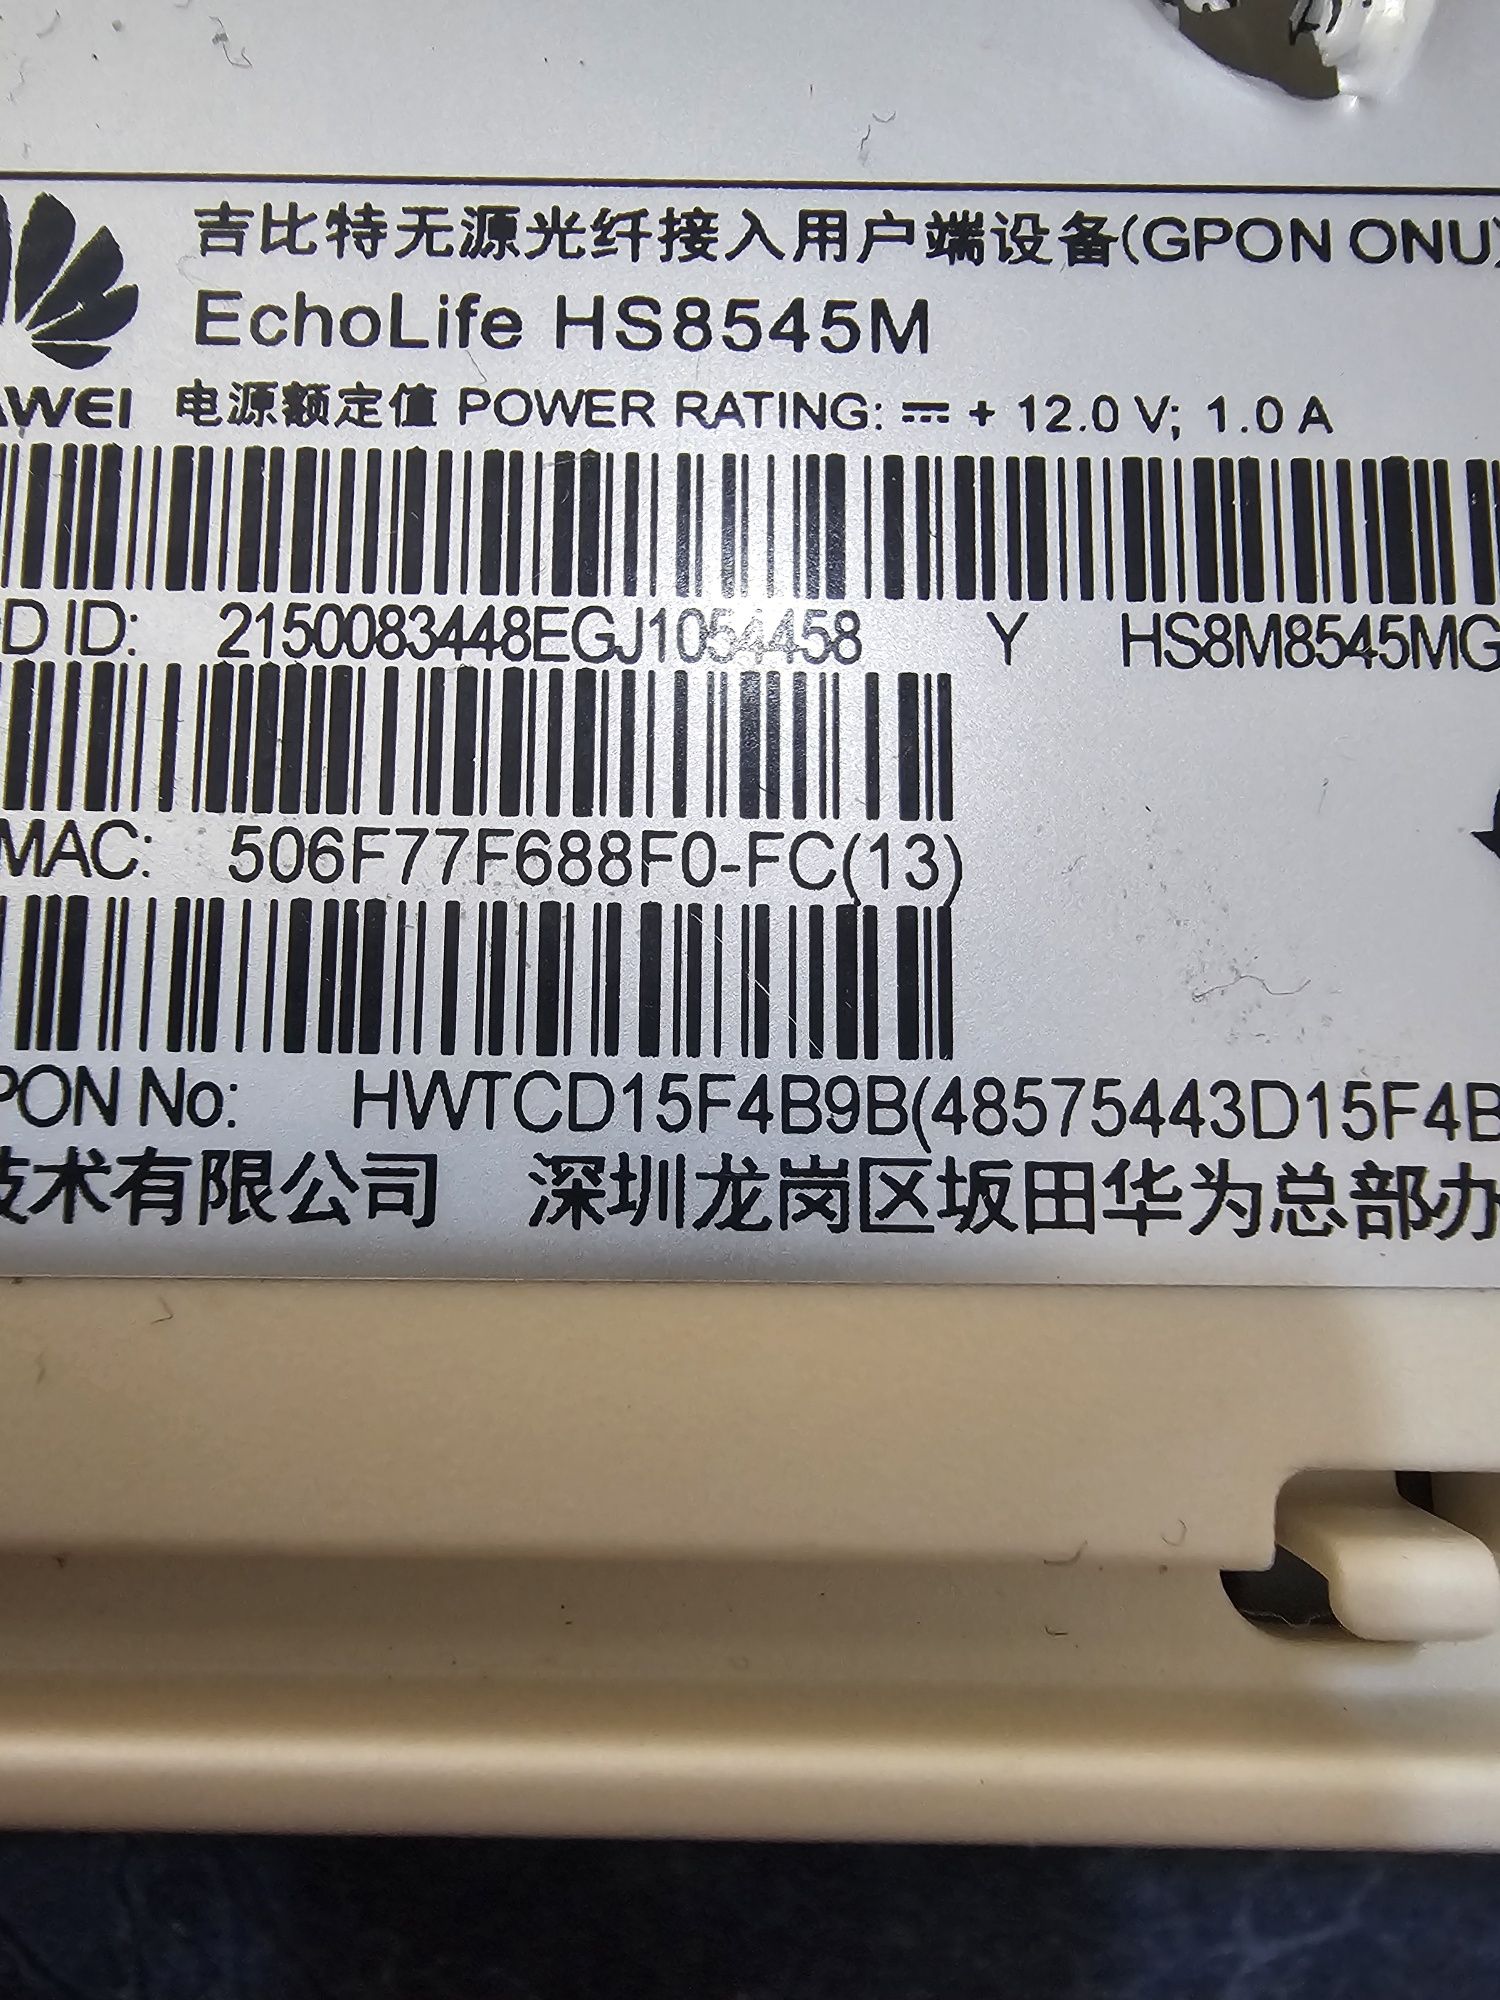 吉比特无源光纤接入用户端设备(GPON ONU)
EchoLife HS8545M
AWEI 电源额定值 POWER RATING: ⎓ + 12.0 V; 1.0 A
D ID: 2150083448EGJ1054458 Y HS8M8545MG
MAC: 506F77F688F0-FC(13)
PON No: HWTCD15F4B9B(48575443D15F4B
技术有限公司 深圳龙岗区坂田华为总部办